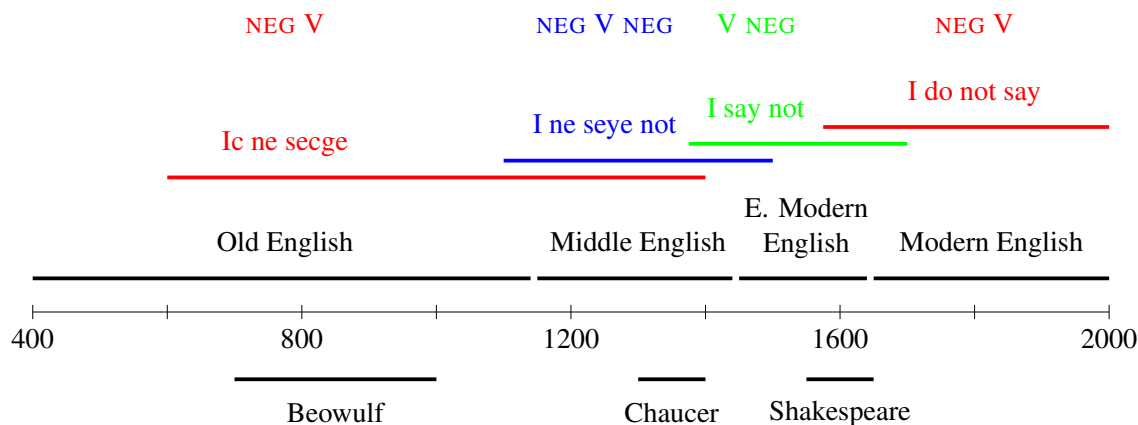 NEG V NEG V NEG V NEG NEG V
I do not say
I say not
I ne seye not
Ic ne secge
E. Modern
Old English Middle English English Modern English
400 800 1200 1600 2000
Beowulf Chaucer Shakespeare